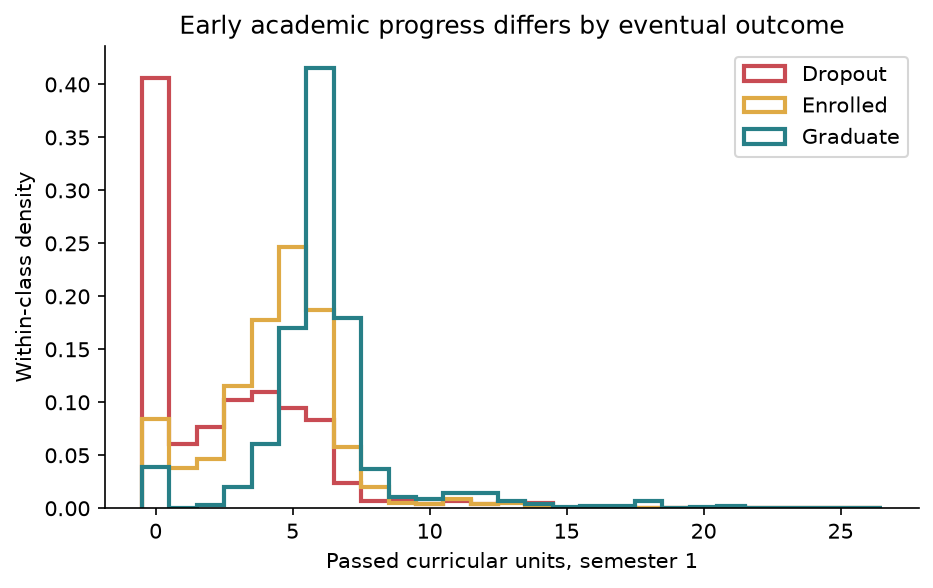 Early academic progress differs by eventual outcome
Dropout
Enrolled
Graduate
Within-class density
0.40
0.35
0.30
0.25
0.20
0.15
0.10
0.05
0.00
0 5 10 15 20 25
Passed curricular units, semester 1